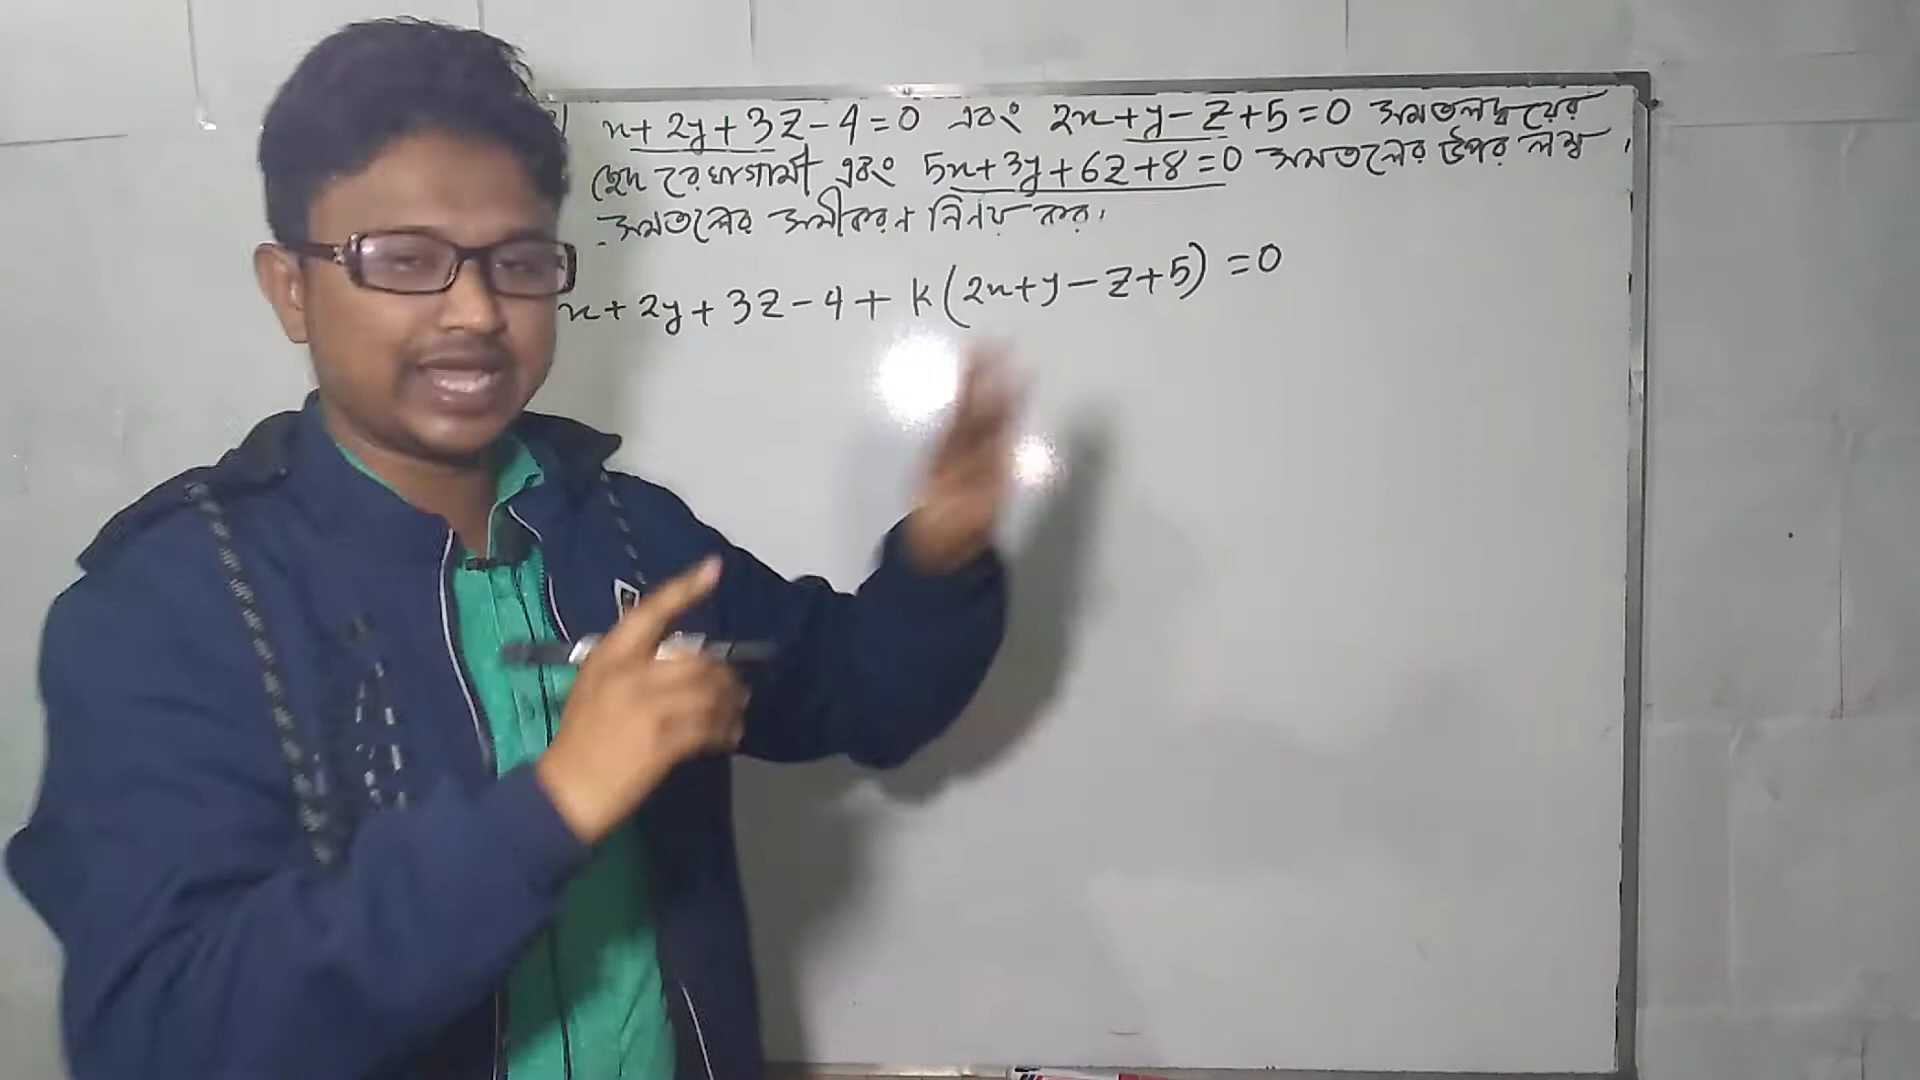 x + 2y + 3z - 4 = 0 এবং 2x + y - z + 5 = 0 সমতলদ্বয়ের
ছেদ রেখাগামী এবং 5x + 3y + 6z + 8 = 0 সমতলের উপর লম্ব ,
সমতলের সমীকরণ নির্ণয় কর।
x + 2y + 3z - 4 + k(2x + y - z + 5) = 0